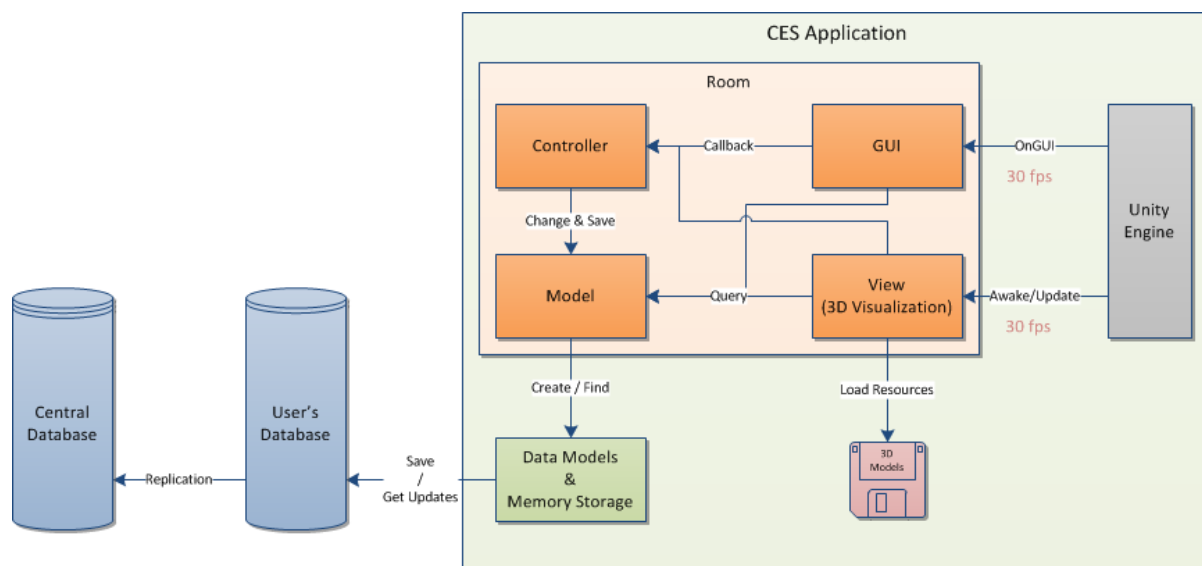 CES Application
Room
Controller
Callback
GUI
OnGUI
30 fps
Unity
Engine
Change & Save
Model
Query
View
(3D Visualization)
Awake/Update
30 fps
Create / Find
Load Resources
Central
Database
Replication
User's
Database
Save
/
Get Updates
Data Models
&
Memory Storage
3D
Models